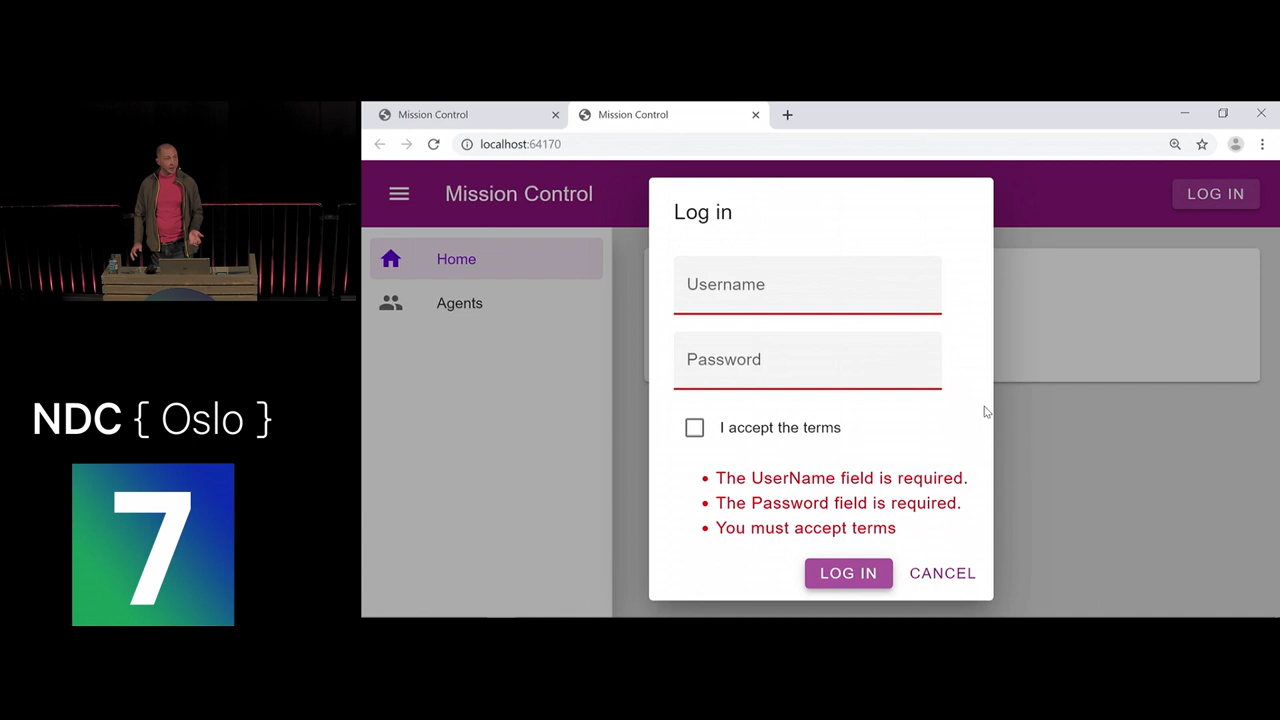 Mission Control
Mission Control
localhost:64170
Mission Control
LOG IN
Home
Agents
Log in
Username
Password
I accept the terms
• The UserName field is required.
• The Password field is required.
• You must accept terms
LOG IN
CANCEL
NDC { Oslo }
7